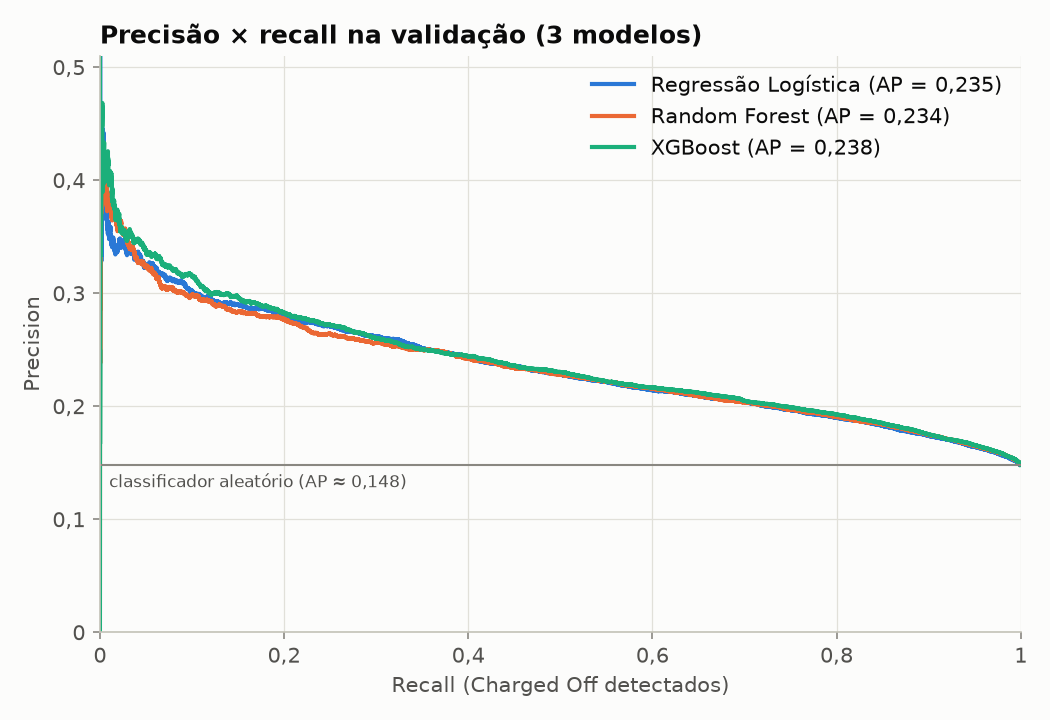 Precisão × recall na validação (3 modelos)
Regressão Logística (AP = 0,235)
Random Forest (AP = 0,234)
XGBoost (AP = 0,238)
Precision
0,5
0,4
0,3
0,2
0,1
0
classificador aleatório (AP ≈ 0,148)
0 0,2 0,4 0,6 0,8 1
Recall (Charged Off detectados)